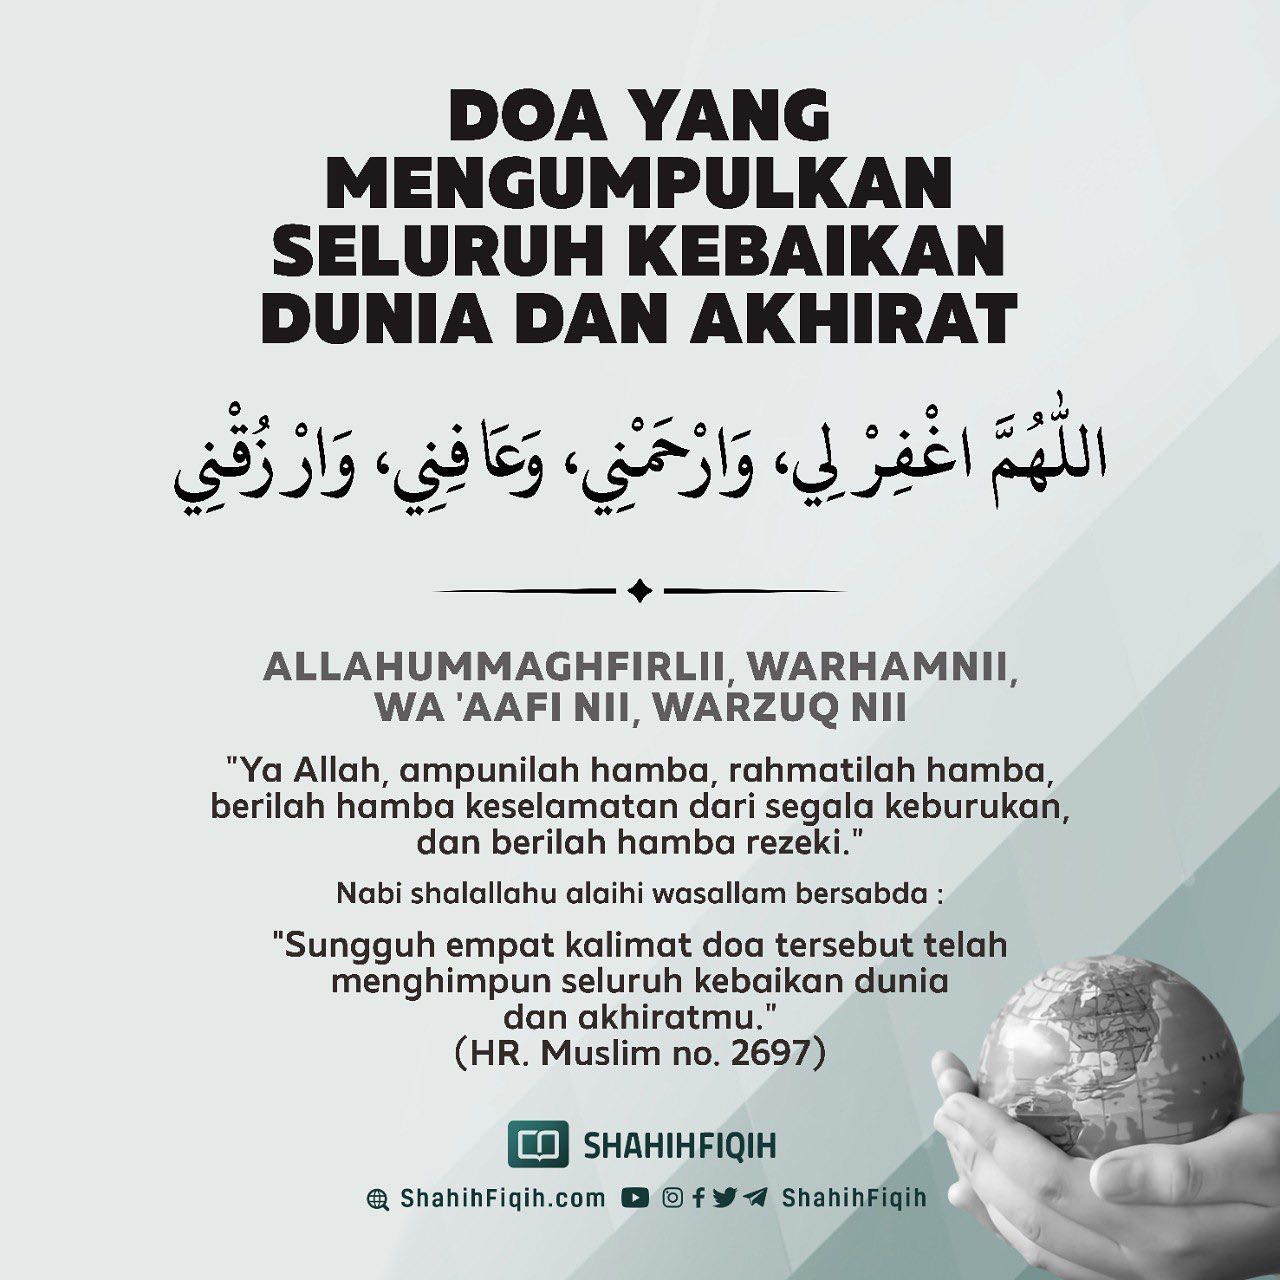 DOA YANG
MENGUMPULKAN
SELURUH KEBAIKAN
DUNIA DAN AKHIRAT
اللّٰهُمَّ اغْفِرْ لِي، وَارْحَمْنِي، وَعَافِنِي، وَارْزُقْنِي
ALLAHUMMAGHFIRLII, WARHAMNII,
WA 'AAFI NII, WARZUQ NII
"Ya Allah, ampunilah hamba, rahmatilah hamba,
berilah hamba keselamatan dari segala keburukan,
dan berilah hamba rezeki."
Nabi shalallahu alaihi wasallam bersabda :
"Sungguh empat kalimat doa tersebut telah
menghimpun seluruh kebaikan dunia
dan akhiratmu."
(HR. Muslim no. 2697)
SHAHIHFIQIH
ShahihFiqih.com ShahihFiqih